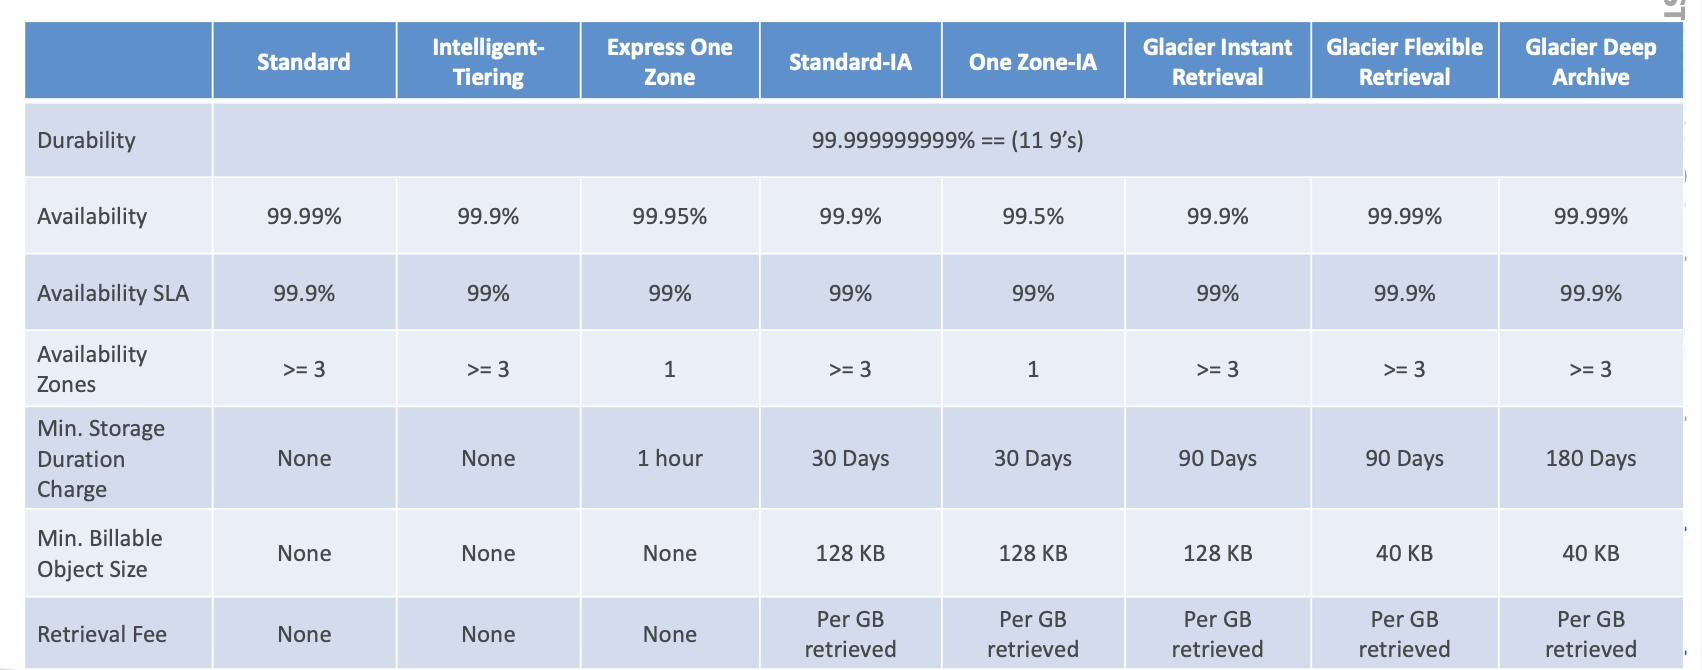 ST
Standard
Intelligent-
Tiering
Express One
Zone
Standard-IA
One Zone-IA
Glacier Instant
Retrieval
Glacier Flexible
Retrieval
Glacier Deep
Archive
Durability
99.999999999% == (11 9’s)
Availability
99.99%
99.9%
99.95%
99.9%
99.5%
99.9%
99.99%
99.99%
Availability SLA
99.9%
99%
99%
99%
99%
99%
99.9%
99.9%
Availability
Zones
>= 3
>= 3
1
>= 3
1
>= 3
>= 3
>= 3
Min. Storage
Duration
Charge
None
None
1 hour
30 Days
30 Days
90 Days
90 Days
180 Days
Min. Billable
Object Size
None
None
None
128 KB
128 KB
128 KB
40 KB
40 KB
Retrieval Fee
None
None
None
Per GB
retrieved
Per GB
retrieved
Per GB
retrieved
Per GB
retrieved
Per GB
retrieved